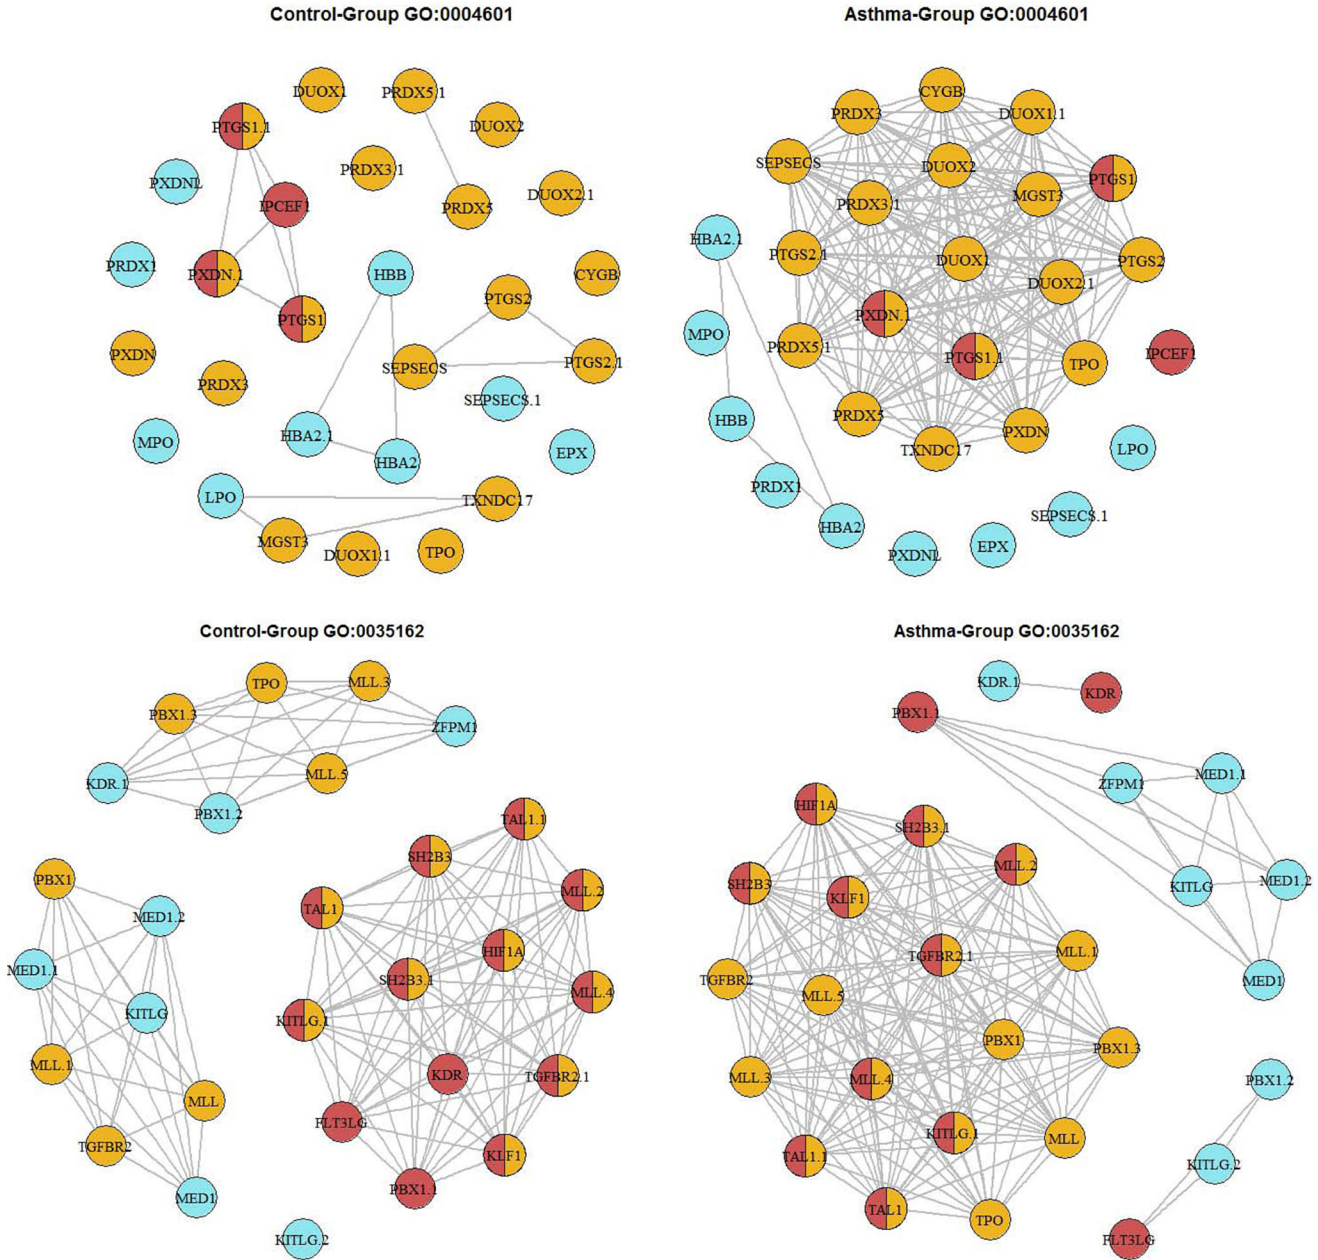 Control-Group GO:0004601
DUOX1
PRDX5.1
PTGS1.1
DUOX2
PRDX3.1
PXDNL
IPCEF1
DUOX2.1
PRDX5
PRDX1
PXDN.1
HBB
CYGB
PTGS2
PTGS1
PXDN
PTGS2.1
SEPSECS
PRDX3
SEPSECS.1
HBA2.1
MPO
EPX
HBA2
LPO
TXNDC17
MGST3
DUOX1.1
TPO
Asthma-Group GO:0004601
CYGB
PRDX3
DUOX1.1
SEPSECS
DUOX2
PTGS1
MGST3
PRDX3.1
HBA2.1
PTGS2.1
DUOX1
PTGS2
DUOX2.1
PXDN.1
MPO
PRDX5.1
IPCEF1
PTGS1.1
TPO
PRDX5
HBB
PXDN
TXNDC17
LPO
PRDX1
SEPSECS.1
HBA2
EPX
PXDNL
Control-Group GO:0035162
TPO
MLL.3
PBX1.3
ZFPM1
MLL.5
KDR.1
PBX1.2
TAL1.1
SH2B3
PBX1
MLL.2
TAL1
MED1.2
HIF1A
MED1.1
SH2B3.1
MLL.4
KITLG
KITLG.1
MLL.1
KDR
TGFBR2.1
MLL
FLT3LG
TGFBR2
KLF1
PBX1.1
MED1
KITLG.2
Asthma-Group GO:0035162
KDR.1
KDR
PBX1.1
MED1.1
ZFPM1
HIF1A
SH2B3.1
MLL.2
MED1.2
SH2B3
KITLG
KLF1
MLL.1
TGFBR2.1
TGFBR2
MED1
MLL.5
PBX1
PBX1.3
MLL.3
MLL.4
PBX1.2
KITLG.1
MLL
TAL1.1
KITLG.2
TAL1
TPO
FLT3LG